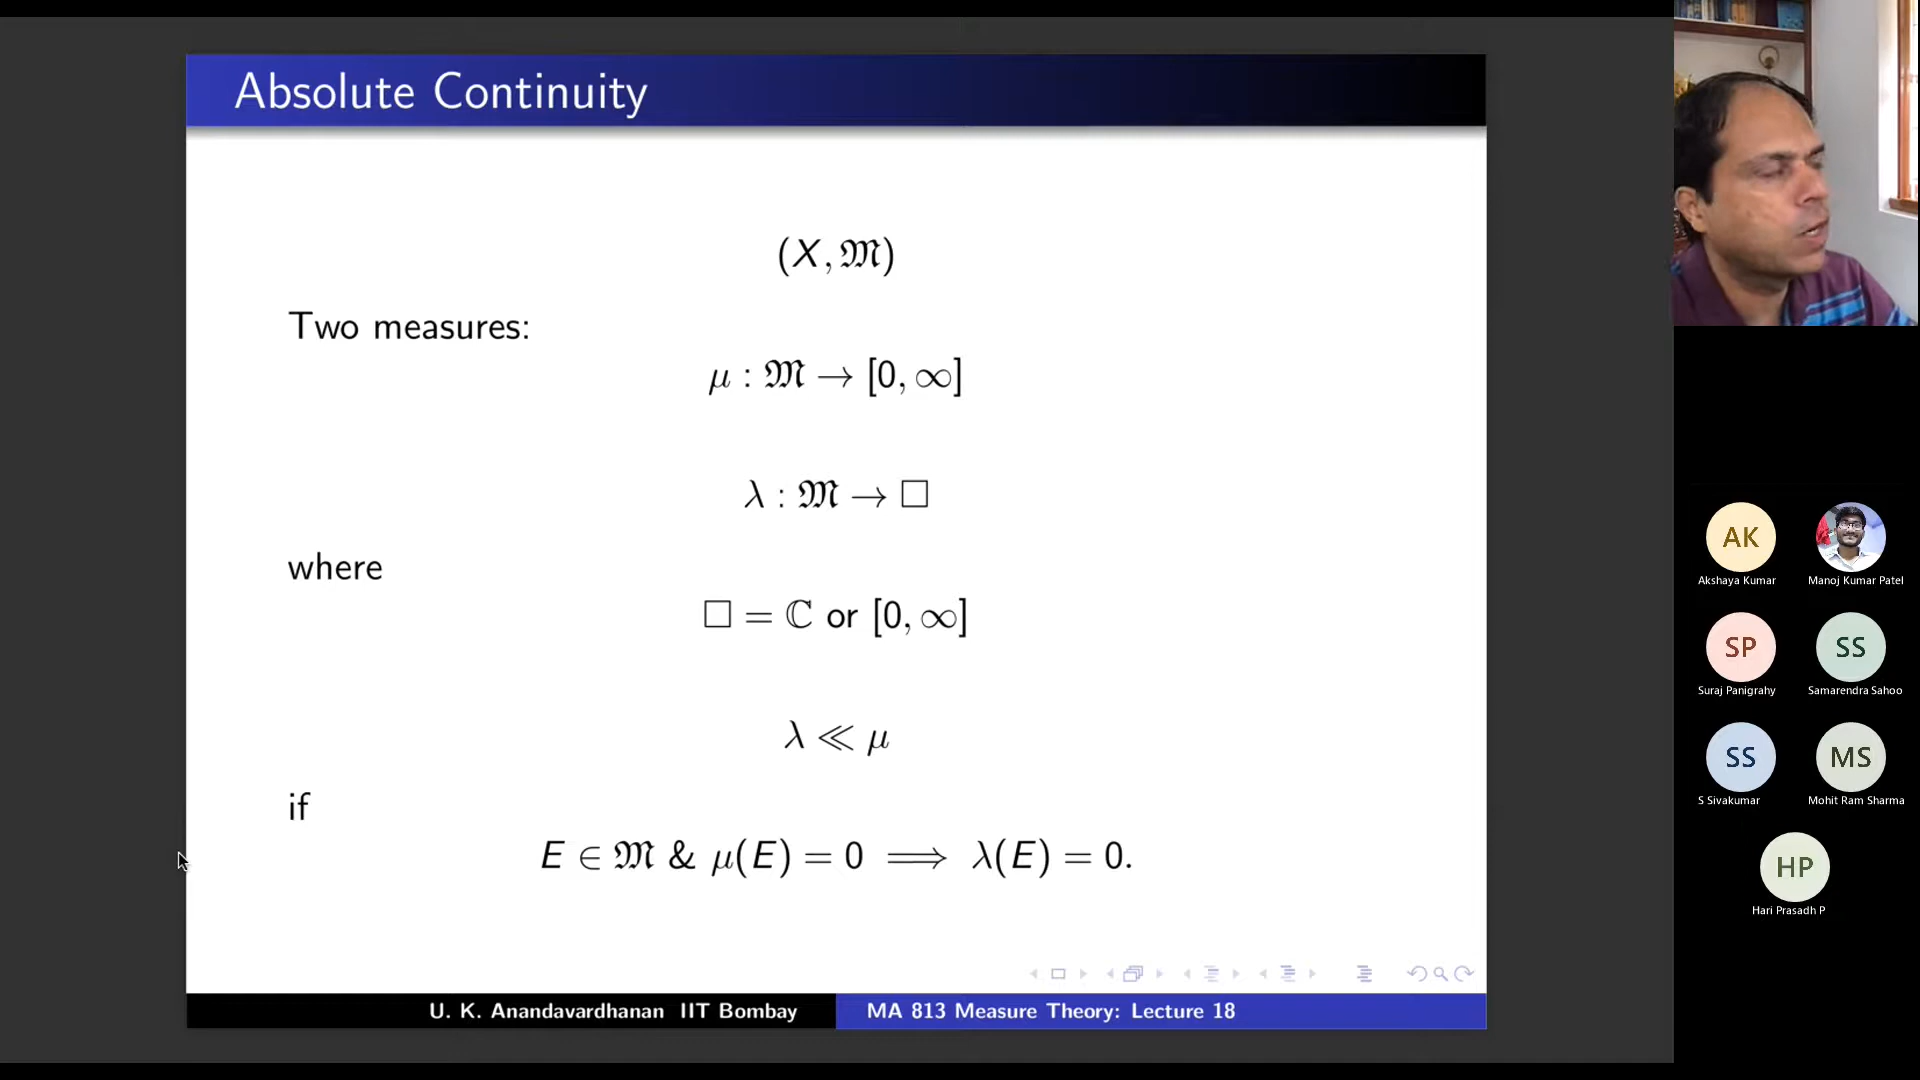 Absolute Continuity
(X, 𝔐)
Two measures:
μ : 𝔐 → [0, ∞]
λ : 𝔐 → □
where
□ = ℂ or [0, ∞]
λ ≪ μ
if
E ∈ 𝔐 & μ(E) = 0 ⟹ λ(E) = 0.
U. K. Anandavardhanan IIT Bombay
MA 813 Measure Theory: Lecture 18
AK
Akshaya Kumar
Manoj Kumar Patel
SP
SS
Suraj Panigrahy
Samarendra Sahoo
SS
MS
S Sivakumar
Mohit Ram Sharma
HP
Hari Prasadh P